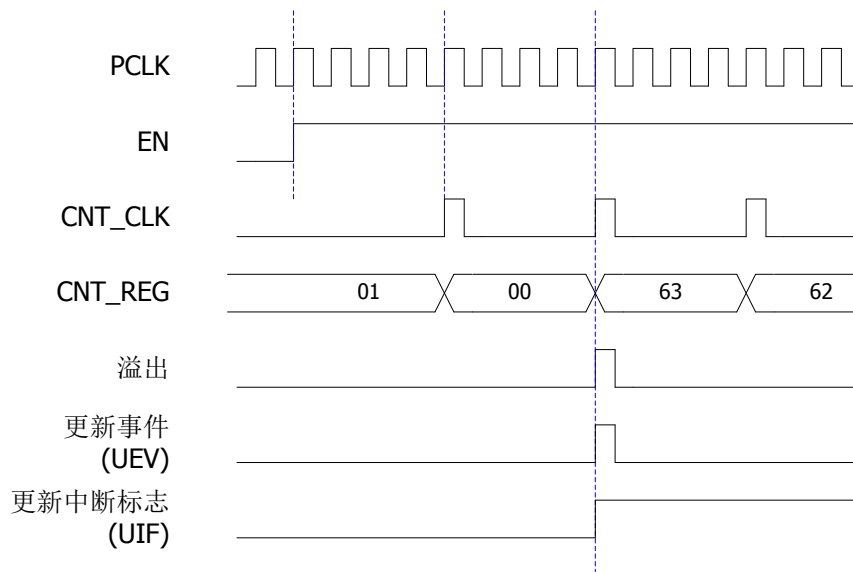 PCLK
EN
CNT_CLK
CNT_REG 01 00 63 62
溢出
更新事件
(UEV)
更新中断标志
(UIF)